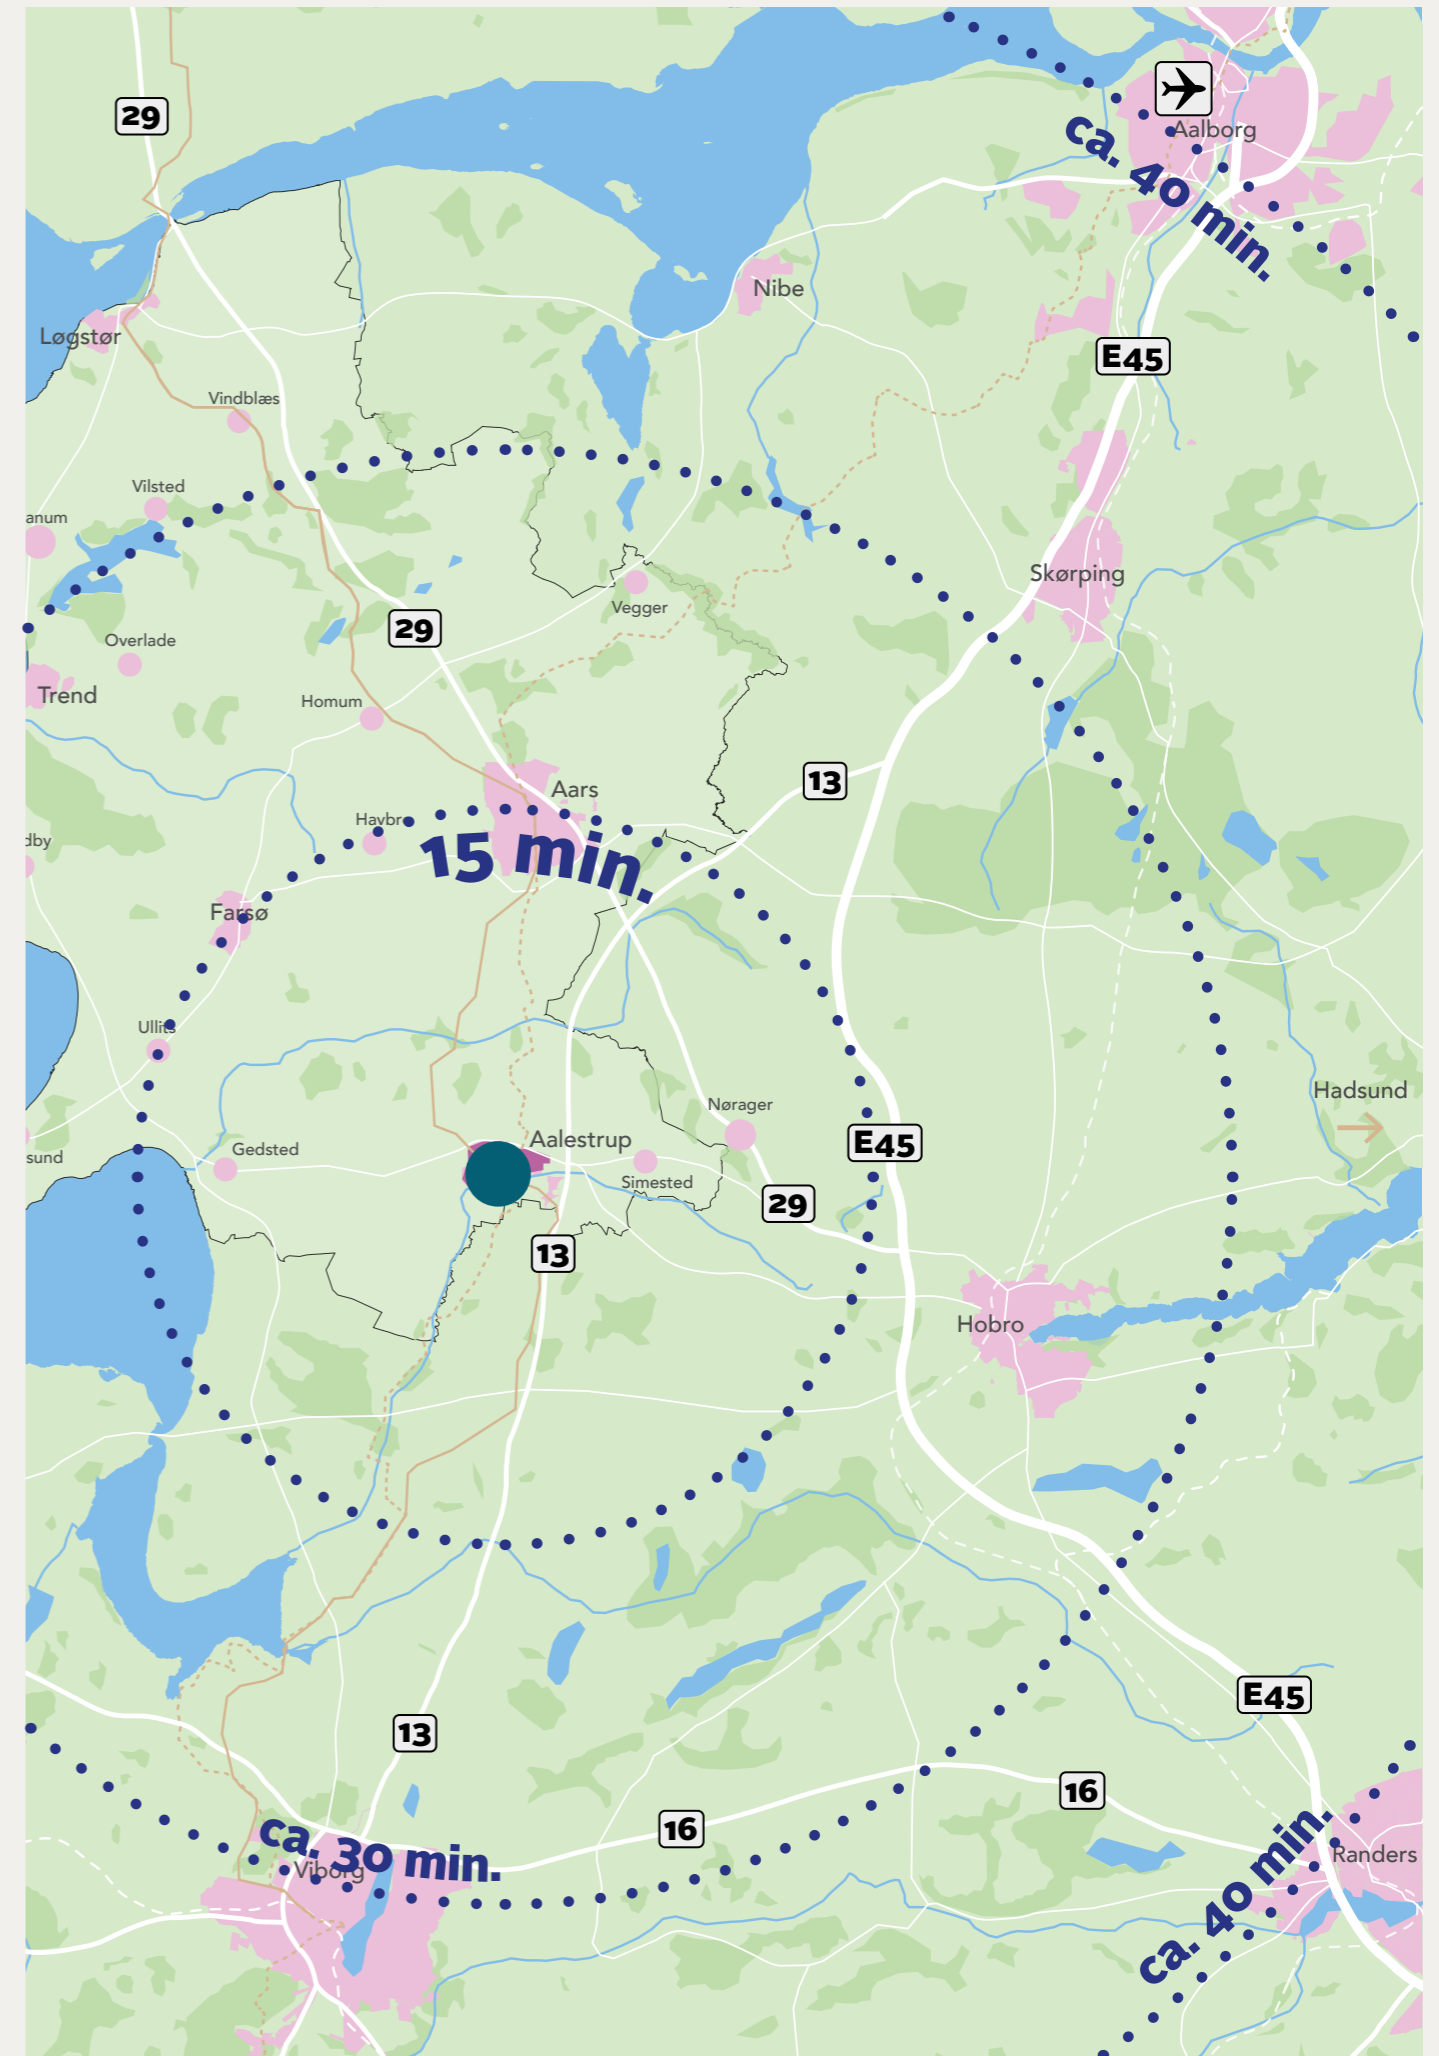 29
Aalborg
ca. 40 min.
Nibe
Løgstør
E45
Vindblæs
Vilsted
anum
Skørping
Vegger
29
Overlade
Trend
Homum
13
Aars
Havbro
dby
15 min.
Farsø
Ullits
Hadsund
Nørager
Aalestrup
E45
Gedsted
sund
Simested
29
13
Hobro
E45
13
16
16
ca. 30 min.
Viborg
ca. 40 min.
Randers